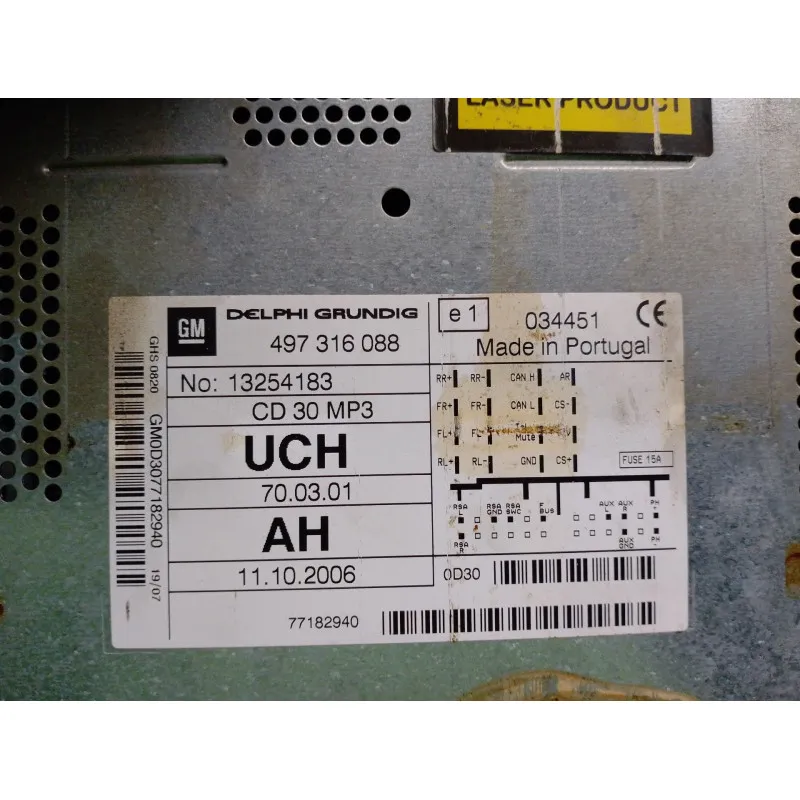 LASER PRODUCT
GM
DELPHI GRUNDIG
497 316 088
e 1
034451
CE
Made in Portugal
No: 13254183
CD 30 MP3
UCH
70.03.01
AH
11.10.2006
77182940
RR+ RR- CAN H AR
FR+ FR- CAN L CS-
FL+ FL- Mute
RL+ RL- GND CS+
FUSE 15A
RSA L RSA GND RSA SWC F BUS AUX L AUX R PH +
RSA R AUX GND PH -
0D30
GHS 0820 GM0D3077182940 19/07